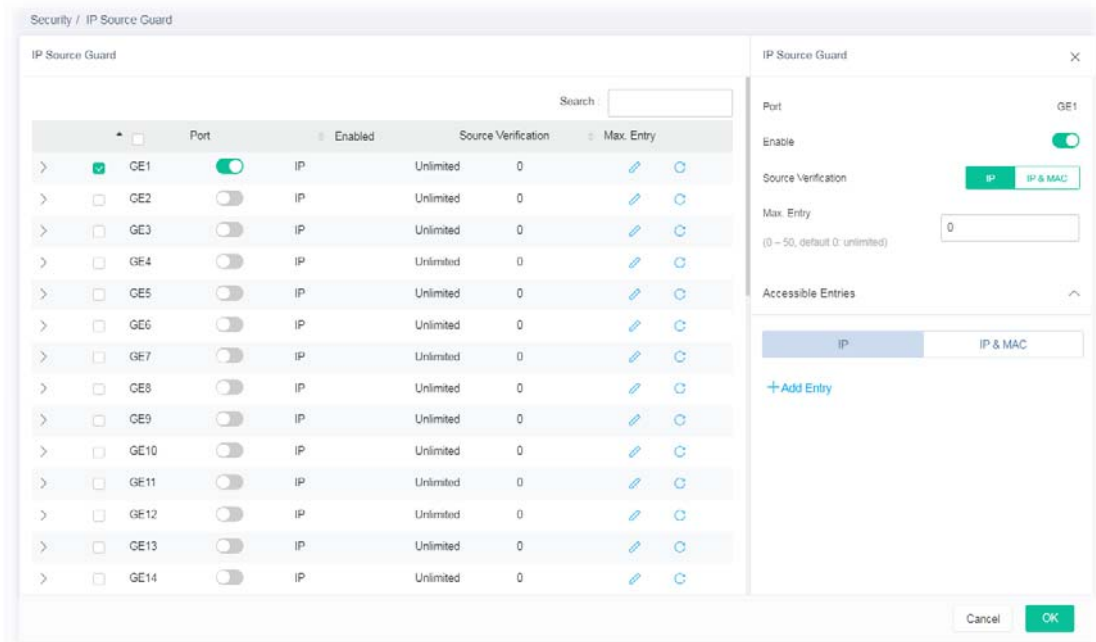 Security / IP Source Guard
IP Source Guard
Search :
Port Enabled Source Verification Max. Entry
GE1 IP Unlimited 0
GE2 IP Unlimited 0
GE3 IP Unlimited 0
GE4 IP Unlimited 0
GE5 IP Unlimited 0
GE6 IP Unlimited 0
GE7 IP Unlimited 0
GE8 IP Unlimited 0
GE9 IP Unlimited 0
GE10 IP Unlimited 0
GE11 IP Unlimited 0
GE12 IP Unlimited 0
GE13 IP Unlimited 0
GE14 IP Unlimited 0
IP Source Guard
Port GE1
Enable
Source Verification IP IP & MAC
Max. Entry 0
(0 – 50, default 0: unlimited)
Accessible Entries
IP IP & MAC
+Add Entry
Cancel OK